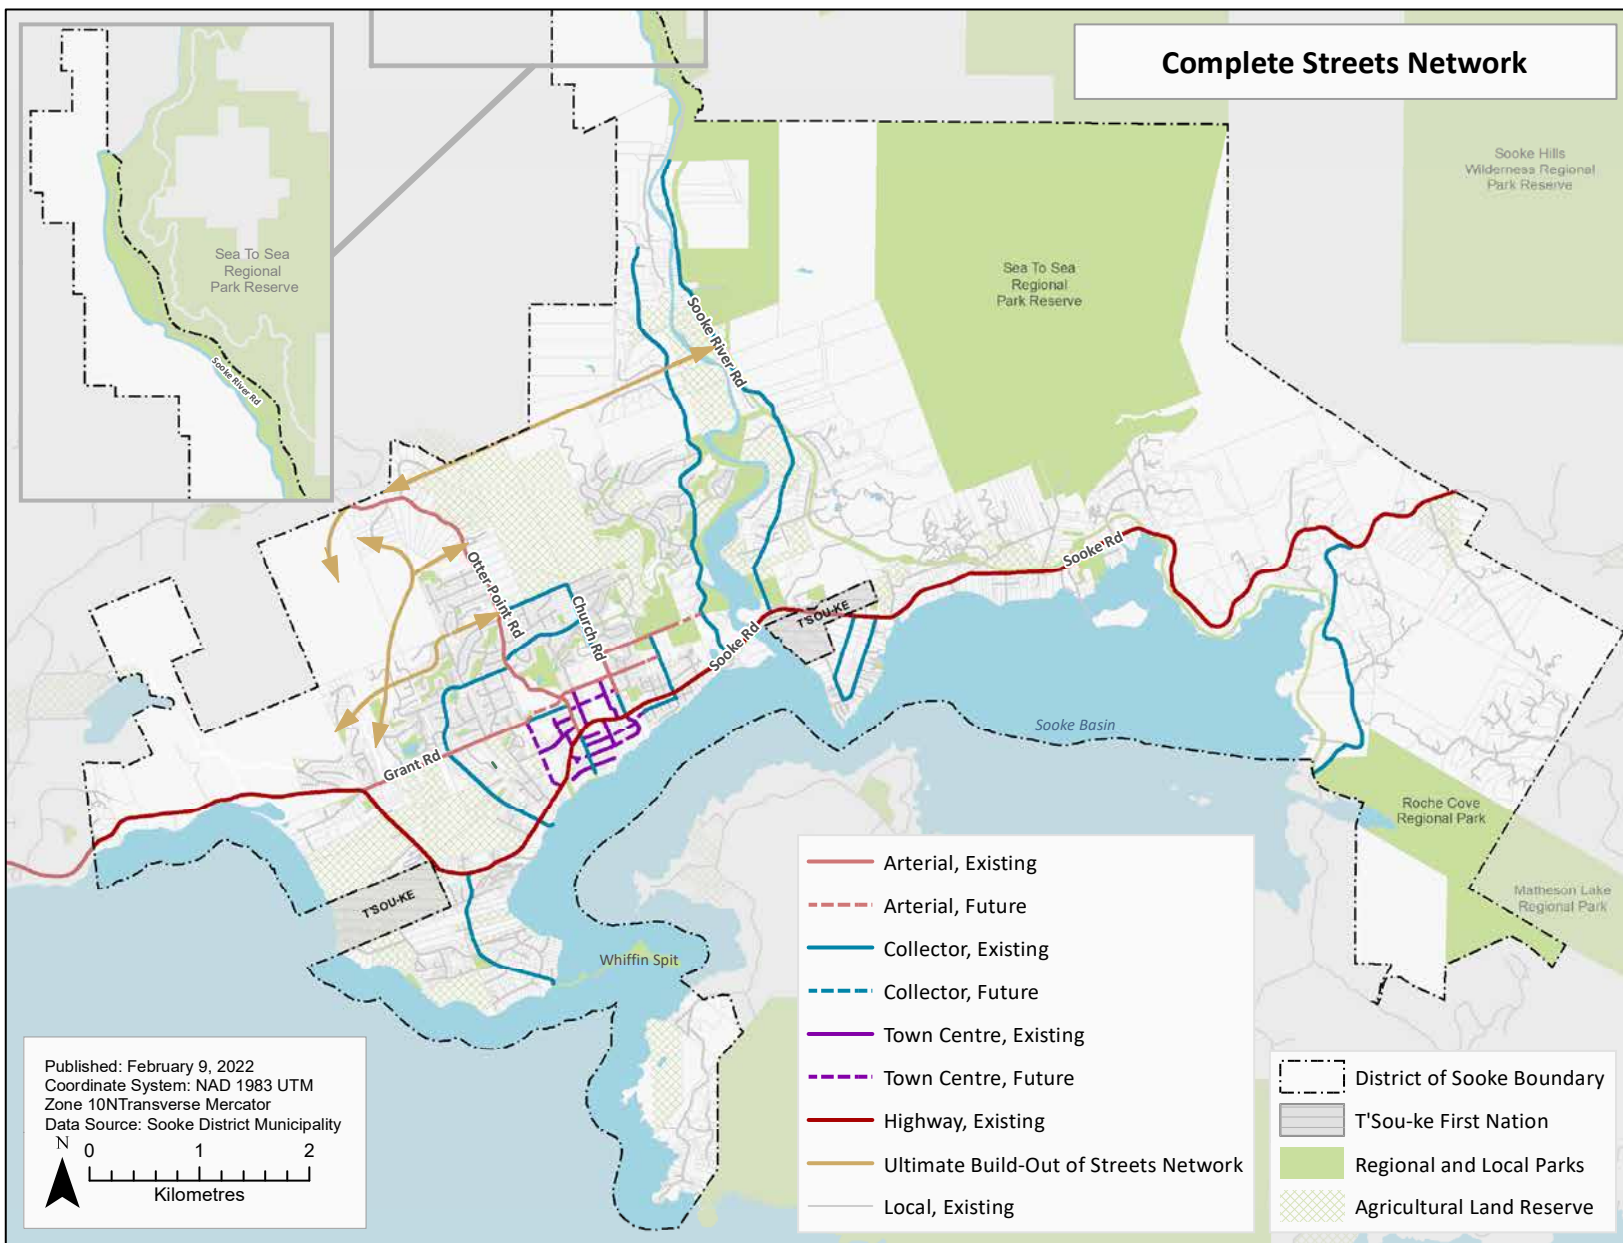 Complete Streets Network
Sooke Hills
Wilderness Regional
Park Reserve
Sea To Sea
Regional
Park Reserve
Sooke River Rd
Sea To Sea
Regional
Park Reserve
Sooke River Rd
Otter Point Rd
Church Rd
Sooke Rd
T'SOU-KE
Sooke Rd
Grant Rd
Sooke Basin
Roche Cove
Regional Park
Matheson Lake
Regional Park
T'SOU-KE
Whiffin Spit
Arterial, Existing
Arterial, Future
Collector, Existing
Collector, Future
Town Centre, Existing
Town Centre, Future
Highway, Existing
Ultimate Build-Out of Streets Network
Local, Existing
District of Sooke Boundary
T'Sou-ke First Nation
Regional and Local Parks
Agricultural Land Reserve
Published: February 9, 2022
Coordinate System: NAD 1983 UTM
Zone 10NTransverse Mercator
Data Source: Sooke District Municipality
N
0 1 2
Kilometres